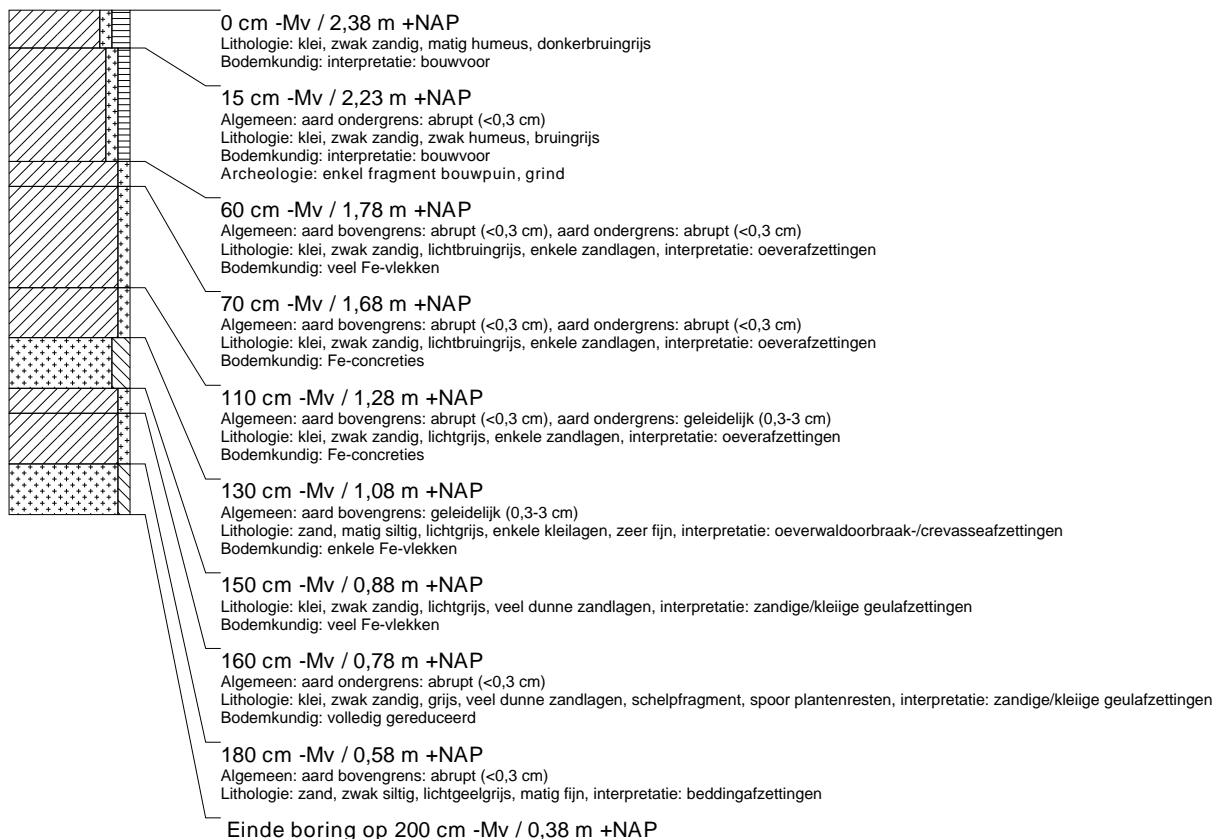 0 cm -Mv / 2,38 m +NAP
Lithologie: klei, zwak zandig, matig humeus, donkerbruingrijs
Bodemkundig: interpretatie: bouwvoor
15 cm -Mv / 2,23 m +NAP
Algemeen: aard ondergrens: abrupt (<0,3 cm)
Lithologie: klei, zwak zandig, zwak humeus, bruingrijs
Bodemkundig: interpretatie: bouwvoor
Archeologie: enkel fragment bouwpuin, grind
60 cm -Mv / 1,78 m +NAP
Algemeen: aard bovengrens: abrupt (<0,3 cm), aard ondergrens: abrupt (<0,3 cm)
Lithologie: klei, zwak zandig, lichtbruingrijs, enkele zandlagen, interpretatie: oeverafzettingen
Bodemkundig: veel Fe-vlekken
70 cm -Mv / 1,68 m +NAP
Algemeen: aard bovengrens: abrupt (<0,3 cm), aard ondergrens: abrupt (<0,3 cm)
Lithologie: klei, zwak zandig, lichtbruingrijs, enkele zandlagen, interpretatie: oeverafzettingen
Bodemkundig: Fe-concreties
110 cm -Mv / 1,28 m +NAP
Algemeen: aard bovengrens: abrupt (<0,3 cm), aard ondergrens: geleidelijk (0,3-3 cm)
Lithologie: klei, zwak zandig, lichtgrijs, enkele zandlagen, interpretatie: oeverafzettingen
Bodemkundig: Fe-concreties
130 cm -Mv / 1,08 m +NAP
Algemeen: aard bovengrens: geleidelijk (0,3-3 cm)
Lithologie: zand, matig siltig, lichtgrijs, enkele kleilagen, zeer fijn, interpretatie: oeverwaldoorbraak-/crevasseafzettingen
Bodemkundig: enkele Fe-vlekken
150 cm -Mv / 0,88 m +NAP
Lithologie: klei, zwak zandig, lichtgrijs, veel dunne zandlagen, interpretatie: zandige/kleiige geulafzettingen
Bodemkundig: veel Fe-vlekken
160 cm -Mv / 0,78 m +NAP
Algemeen: aard ondergrens: abrupt (<0,3 cm)
Lithologie: klei, zwak zandig, grijs, veel dunne zandlagen, schelpfragment, spoor plantenresten, interpretatie: zandige/kleiige geulafzettingen
Bodemkundig: volledig gereduceerd
180 cm -Mv / 0,58 m +NAP
Algemeen: aard bovengrens: abrupt (<0,3 cm)
Lithologie: zand, zwak siltig, lichtgeelgrijs, matig fijn, interpretatie: beddingafzettingen
Einde boring op 200 cm -Mv / 0,38 m +NAP